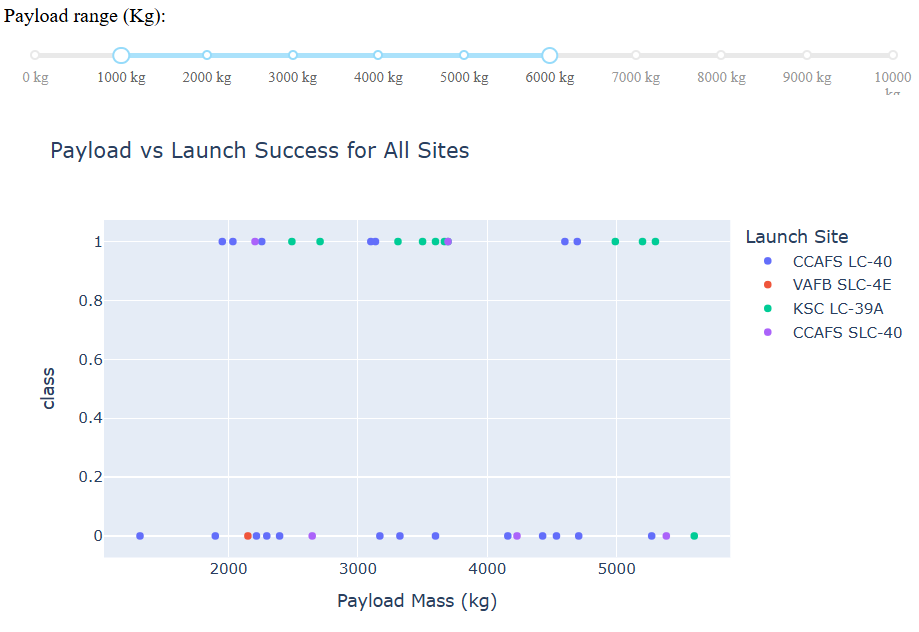 Payload range (Kg):
0 kg 1000 kg 2000 kg 3000 kg 4000 kg 5000 kg 6000 kg 7000 kg 8000 kg 9000 kg 10000
kg
Payload vs Launch Success for All Sites
Launch Site
CCAFS LC-40
VAFB SLC-4E
KSC LC-39A
CCAFS SLC-40
1
0.8
0.6
0.4
0.2
0
class
2000 3000 4000 5000
Payload Mass (kg)